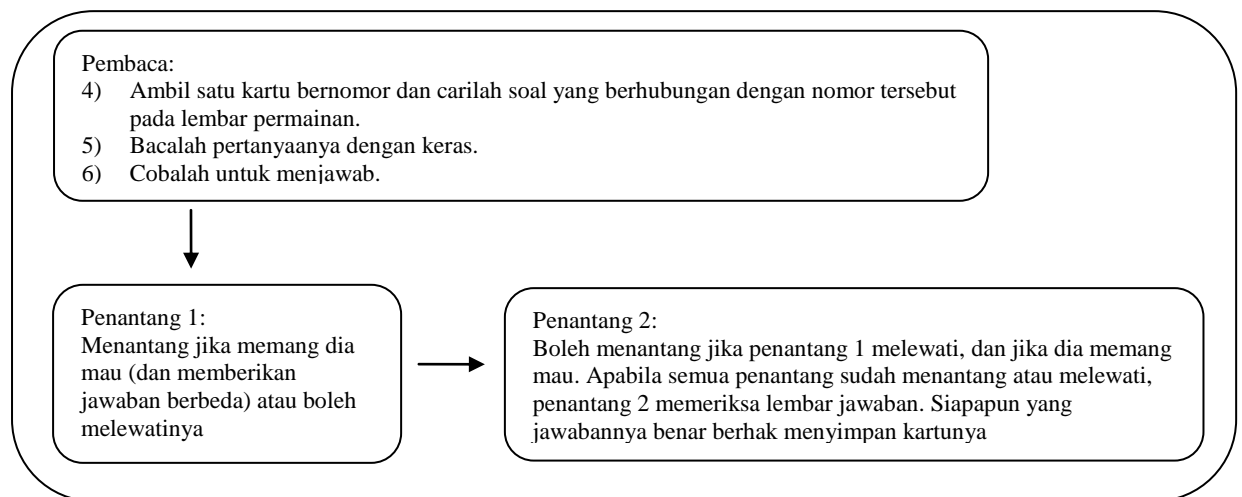 Pembaca:
4) Ambil satu kartu bernomor dan carilah soal yang berhubungan dengan nomor tersebut
pada lembar permainan.
5) Bacalah pertanyaanya dengan keras.
6) Cobalah untuk menjawab.
Penantang 1:
Menantang jika memang dia
mau (dan memberikan
jawaban berbeda) atau boleh
melewatinya
Penantang 2:
Boleh menantang jika penantang 1 melewati, dan jika dia memang
mau. Apabila semua penantang sudah menantang atau melewati,
penantang 2 memeriksa lembar jawaban. Siapapun yang
jawabannya benar berhak menyimpan kartunya